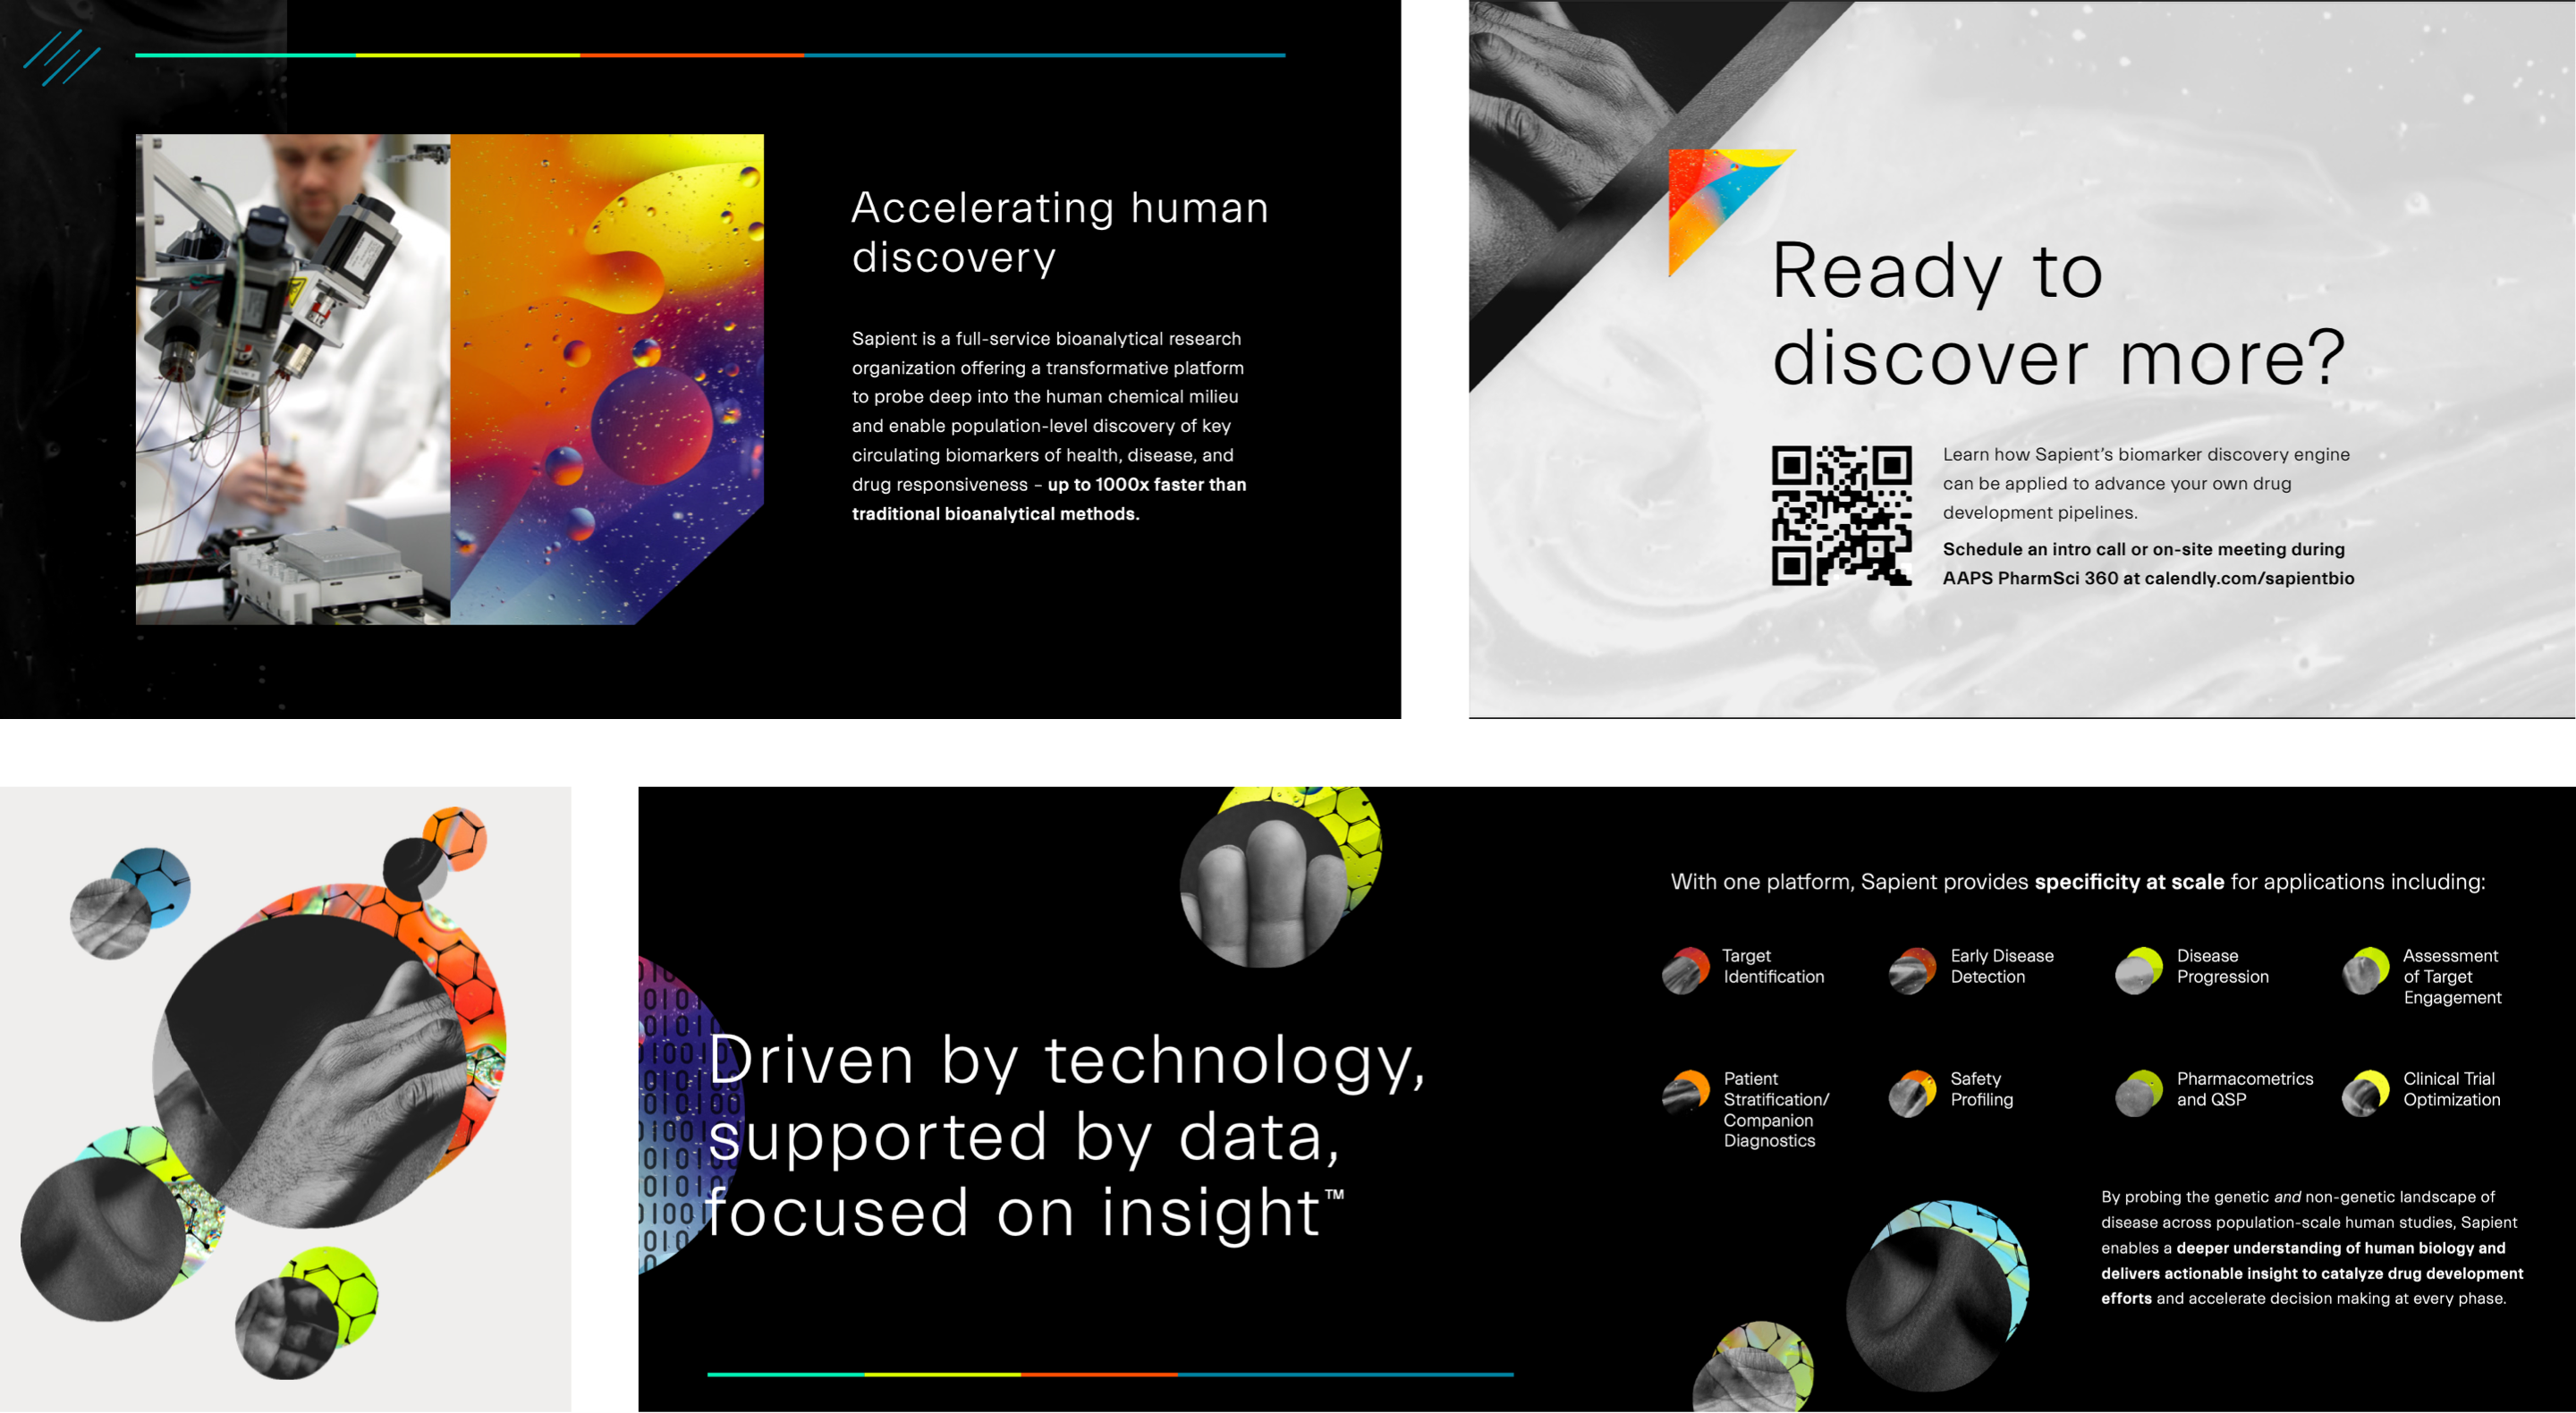 Accelerating human
discovery
Sapient is a full-service bioanalytical research
organization offering a transformative platform
to probe deep into the human chemical milieu
and enable population-level discovery of key
circulating biomarkers of health, disease, and
drug responsiveness – up to 1000x faster than
traditional bioanalytical methods.
Ready to
discover more?
Learn how Sapient’s biomarker discovery engine
can be applied to advance your own drug
development pipelines.
Schedule an intro call or on-site meeting during
AAPS PharmSci 360 at calendly.com/sapientbio
Driven by technology,
supported by data,
focused on insight™
With one platform, Sapient provides specificity at scale for applications including:
Target
Identification
Early Disease
Detection
Disease
Progression
Assessment
of Target
Engagement
Patient
Stratification/
Companion
Diagnostics
Safety
Profiling
Pharmacometrics
and QSP
Clinical Trial
Optimization
By probing the genetic and non-genetic landscape of
disease across population-scale human studies, Sapient
enables a deeper understanding of human biology and
delivers actionable insight to catalyze drug development
efforts and accelerate decision making at every phase.